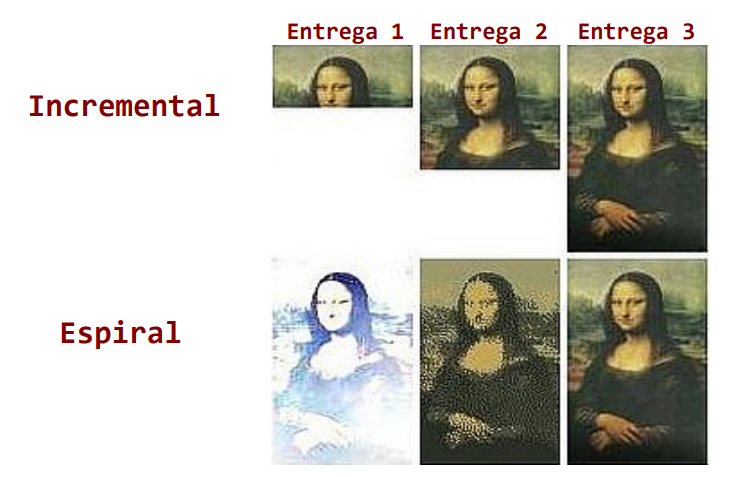 Entrega 1 Entrega 2 Entrega 3
Incremental
Espiral